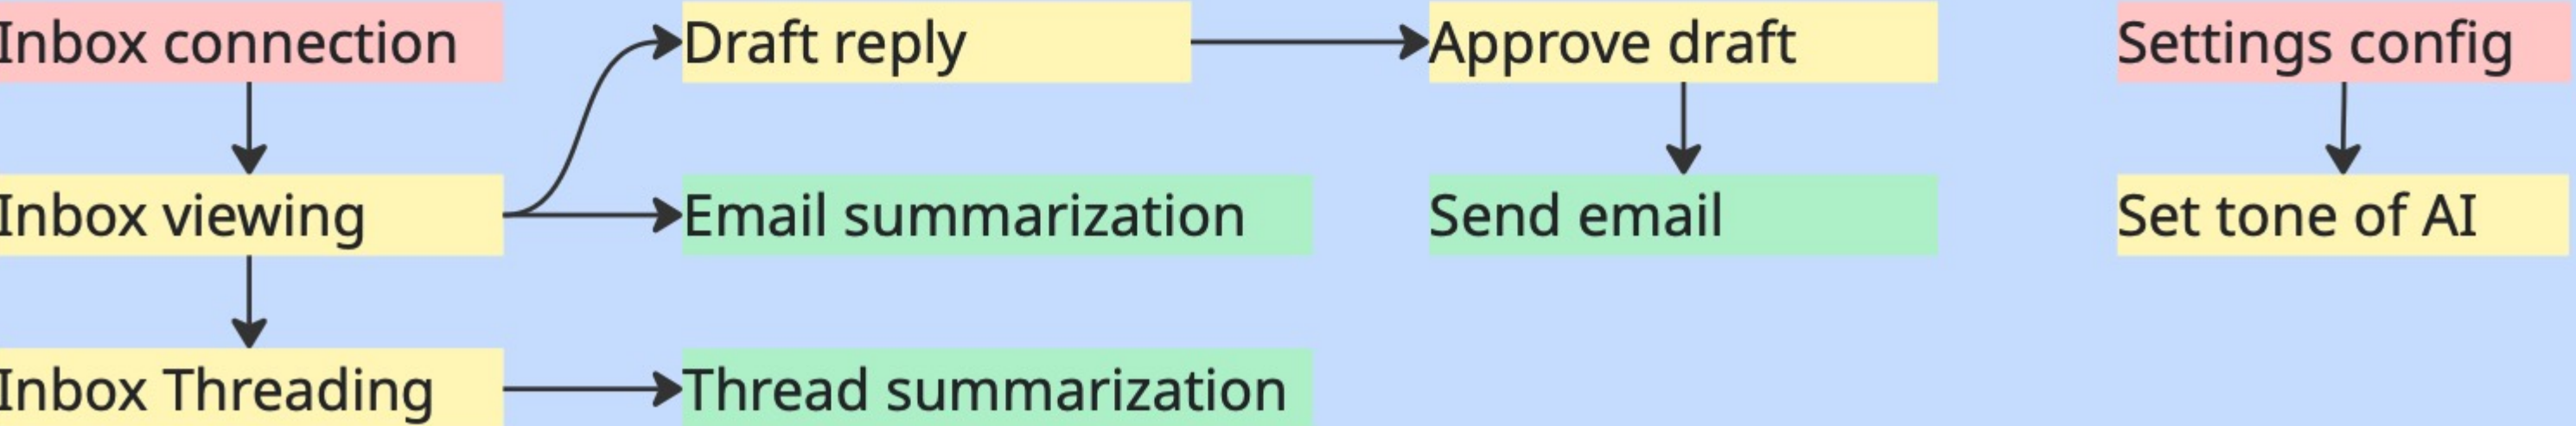 Inbox connection
Draft reply
Approve draft
Settings config
Inbox viewing
Email summarization
Send email
Set tone of AI
Inbox Threading
Thread summarization